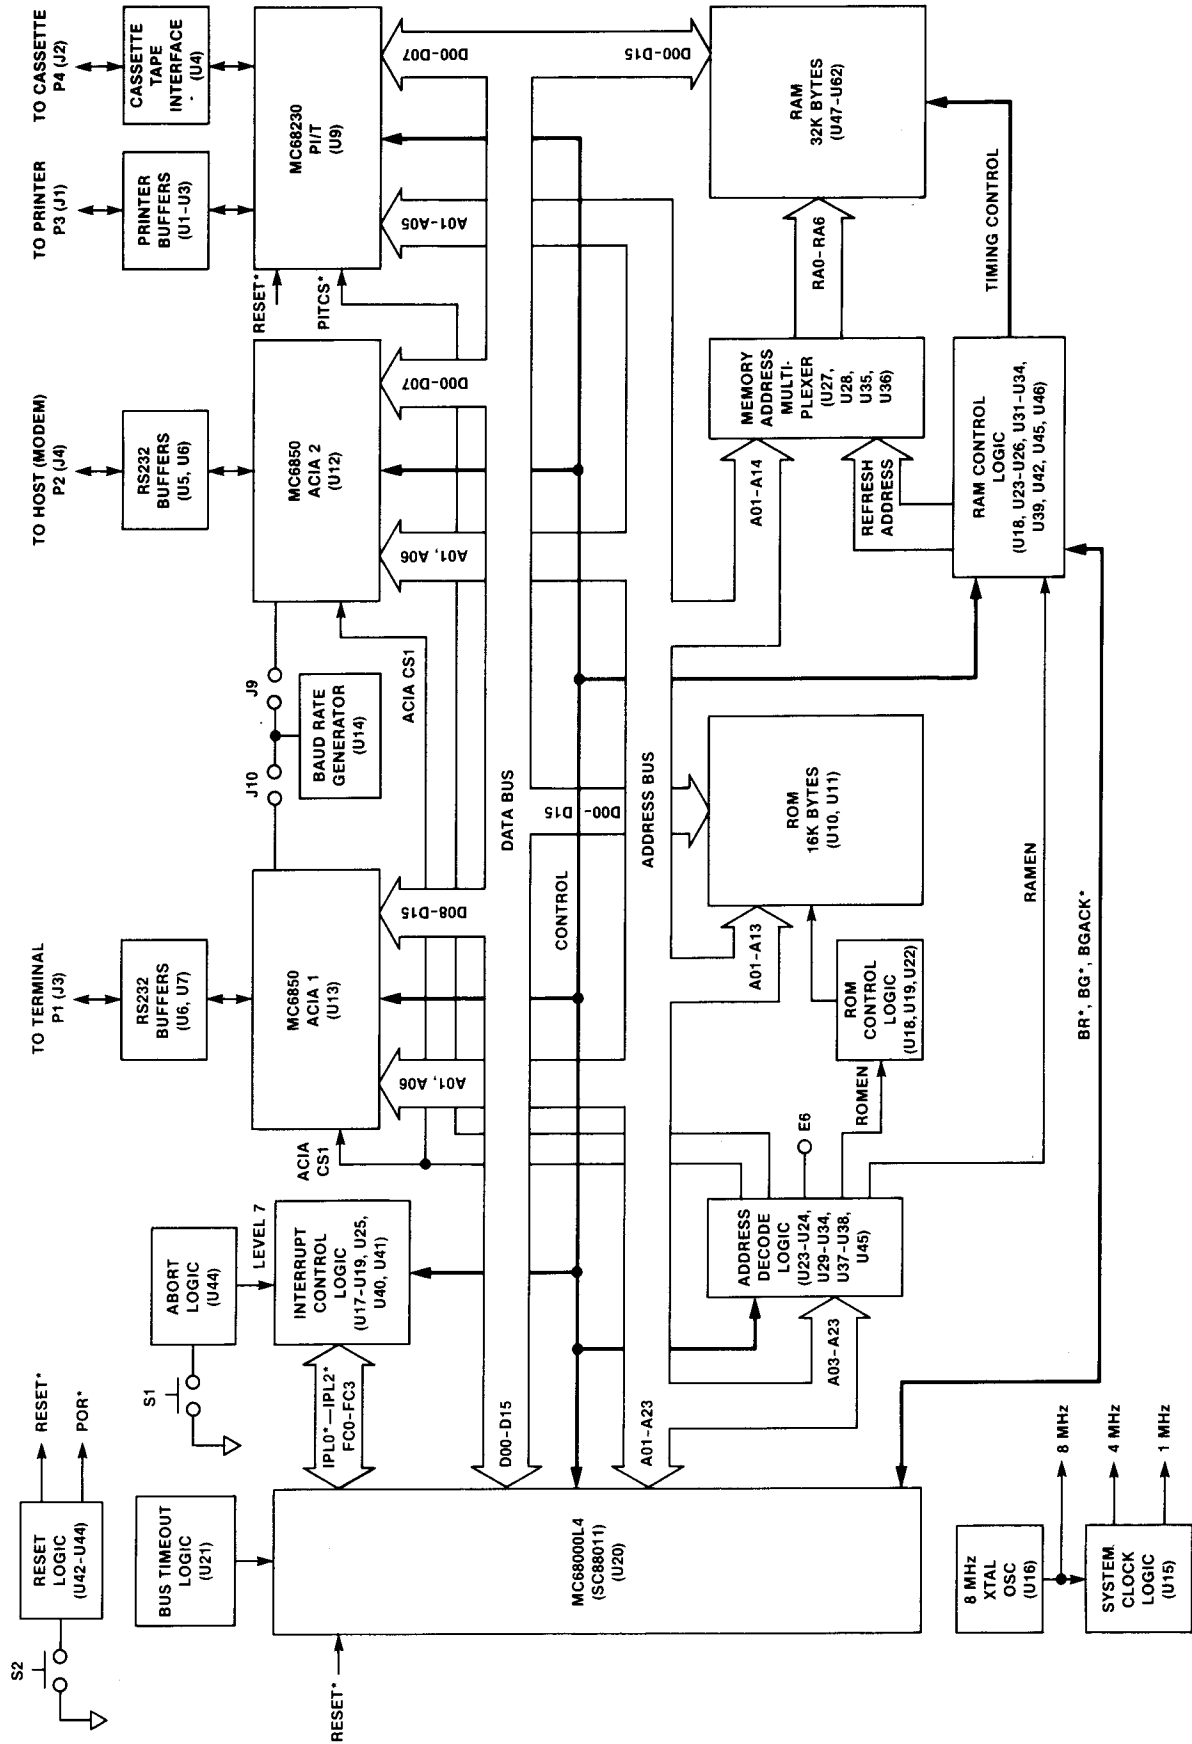 TO CASSETTE
P4 (J2)
CASSETTE
TAPE
INTERFACE
(U4)
TO PRINTER
P3 (J1)
PRINTER
BUFFERS
(U1-U3)
MC68230
PI/T
(U9)
RESET*
PITCS*
D00-D07
A01-A05
D00-D15
RAM
32K BYTES
(U47-U62)
TO HOST (MODEM)
P2 (J4)
RS232
BUFFERS
(U5, U6)
MC6850
ACIA 2
(U12)
D00-D07
A01, A06
ACIA CS1
J9
J10
BAUD RATE
GENERATOR
(U14)
RA0-RA6
TIMING CONTROL
MEMORY
ADDRESS
MULTI-
PLEXER
(U27,
U28,
U35,
U36)
A01-A14
REFRESH
ADDRESS
RAM CONTROL
LOGIC
(U18, U23-U26, U31-U34,
U39, U42, U45, U46)
TO TERMINAL
P1 (J3)
RS232
BUFFERS
(U6, U7)
MC6850
ACIA 1
(U13)
D08-D15
A01, A06
ACIA
CS1
DATA BUS
CONTROL
D00-
D15
ADDRESS BUS
ROM
16K BYTES
(U10, U11)
A01-A13
ROM
CONTROL
LOGIC
(U18, U19, U22)
ROMEN
RAMEN
BR*, BG*, BGACK*
E6
ADDRESS
DECODE
LOGIC
(U23-U24,
U29-U34,
U37-U38,
U45)
A03-A23
ABORT
LOGIC
(U44)
LEVEL 7
S1
INTERRUPT
CONTROL
LOGIC
(U17-U19, U25,
U40, U41)
IPL0*—IPL2*
FC0-FC3
D00-D15
A01-A23
S2
RESET
LOGIC
(U42-U44)
RESET*
POR*
BUS TIMEOUT
LOGIC
(U21)
RESET*
MC68000L4
(SC88011)
(U20)
8 MHz
XTAL
OSC
(U16)
SYSTEM
CLOCK
LOGIC
(U15)
8 MHz
4 MHz
1 MHz